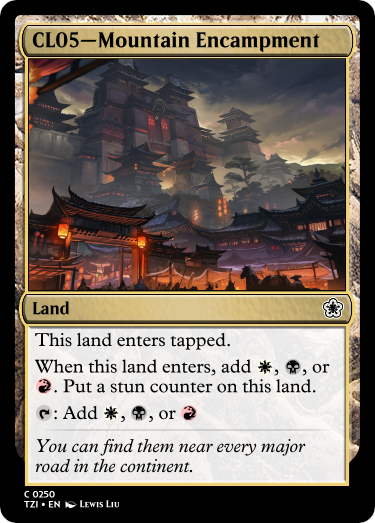 CL05—Mountain Encampment
Land
This land enters tapped.
When this land enters, add , , or
. Put a stun counter on this land.
: Add , , or
You can find them near every major
road in the continent.
C 0250
TZI • EN Lewis Liu